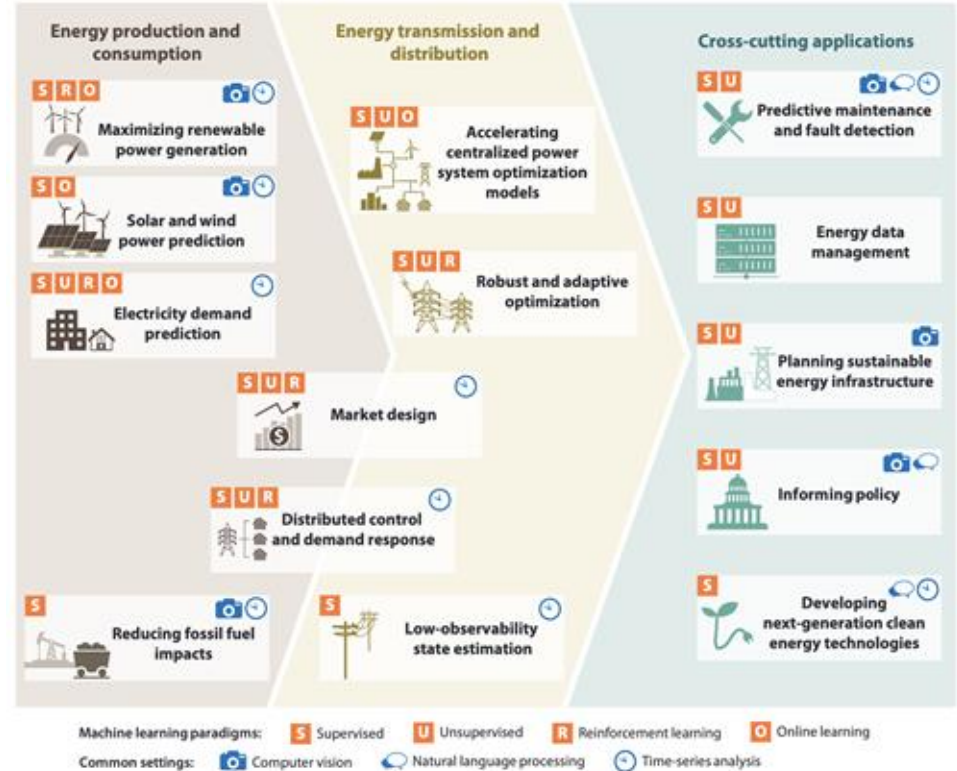 Energy production and
consumption
S R O
Maximizing renewable
power generation
S O
Solar and wind
power prediction
S U R O
Electricity demand
prediction
Energy transmission and
distribution
S U O
Accelerating
centralized power
system optimization
models
S U R
Robust and adaptive
optimization
S U R
$
Market design
S U R
Distributed control
and demand response
S
Reducing fossil fuel
impacts
S
Low-observability
state estimation
Cross-cutting applications
S U
Predictive maintenance
and fault detection
S U
Energy data
management
S U
Planning sustainable
energy infrastructure
S U
Informing policy
S
Developing
next-generation clean
energy technologies
Machine learning paradigms: S Supervised U Unsupervised R Reinforcement learning O Online learning
Common settings: Computer vision Natural language processing Time-series analysis